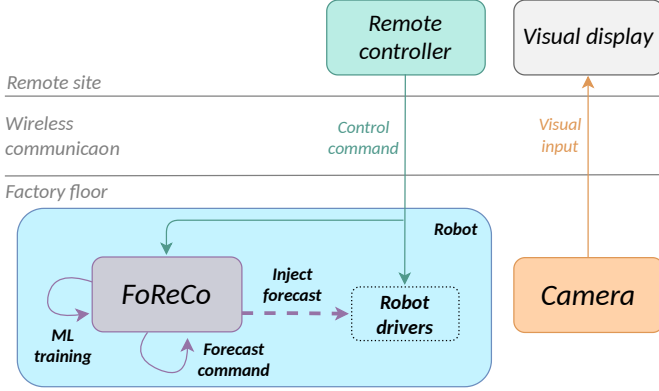 Remote
controller
Visual display
Remote site
Wireless
communicaon
Control
command
Visual
input
Factory floor
Robot
FoReCo
Inject
forecast
Robot
drivers
Camera
ML
training
Forecast
command